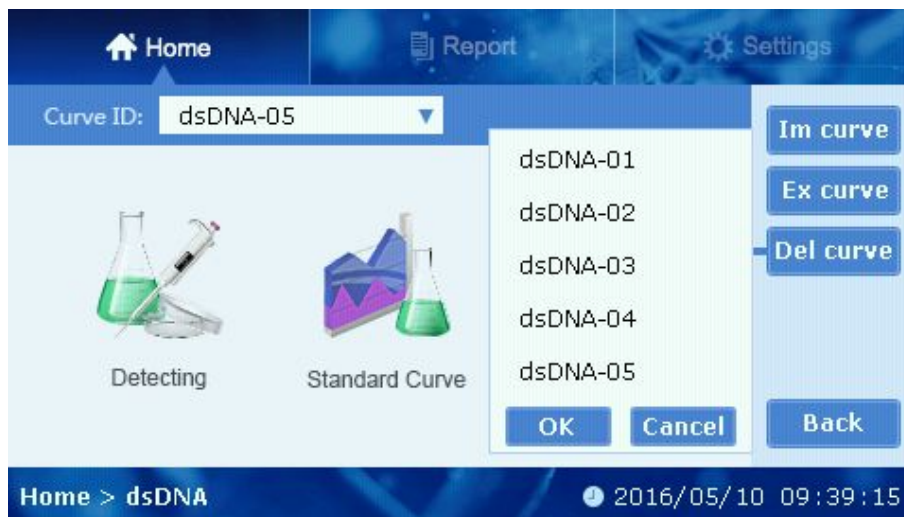 Home
Report
Settings
Curve ID:
dsDNA-05
Im curve
Ex curve
Del curve
Back
dsDNA-01
dsDNA-02
dsDNA-03
dsDNA-04
dsDNA-05
OK
Cancel
Detecting
Standard Curve
Home > dsDNA
2016/05/10 09:39:15